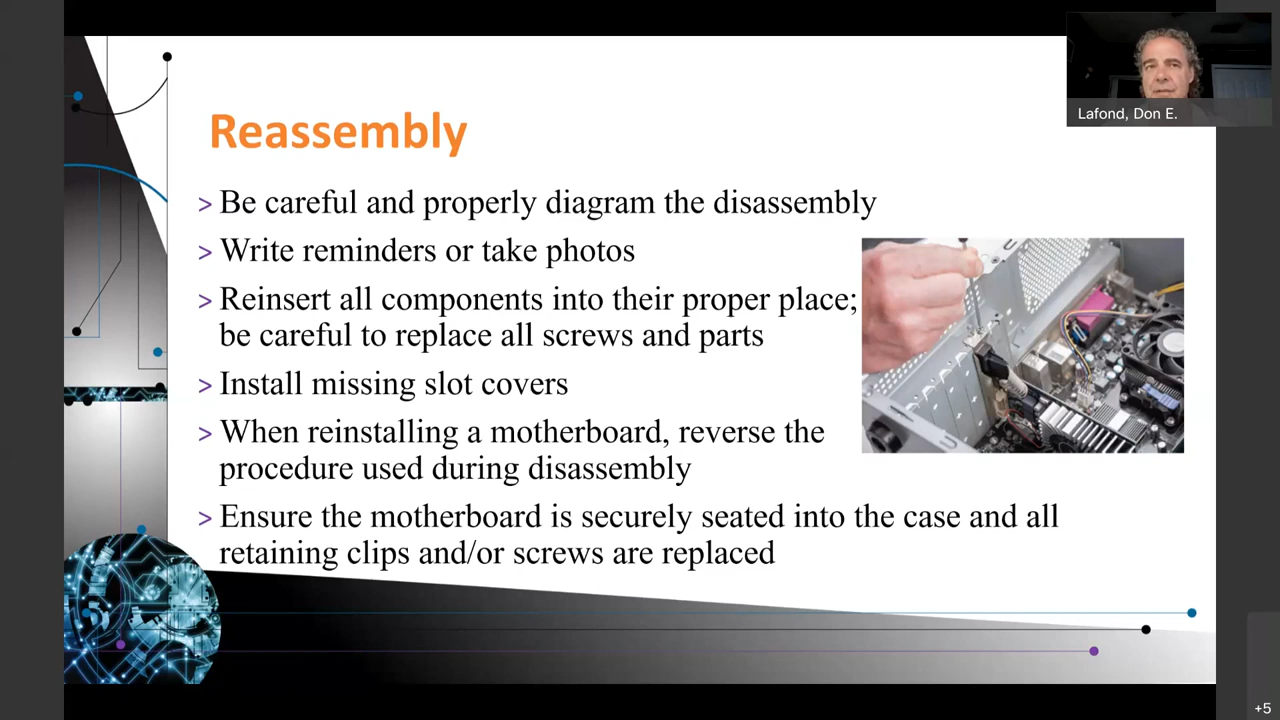 Reassembly
> Be careful and properly diagram the disassembly
> Write reminders or take photos
> Reinsert all components into their proper place;
be careful to replace all screws and parts
> Install missing slot covers
> When reinstalling a motherboard, reverse the
procedure used during disassembly
> Ensure the motherboard is securely seated into the case and all
retaining clips and/or screws are replaced
Lafond, Don E.
+5